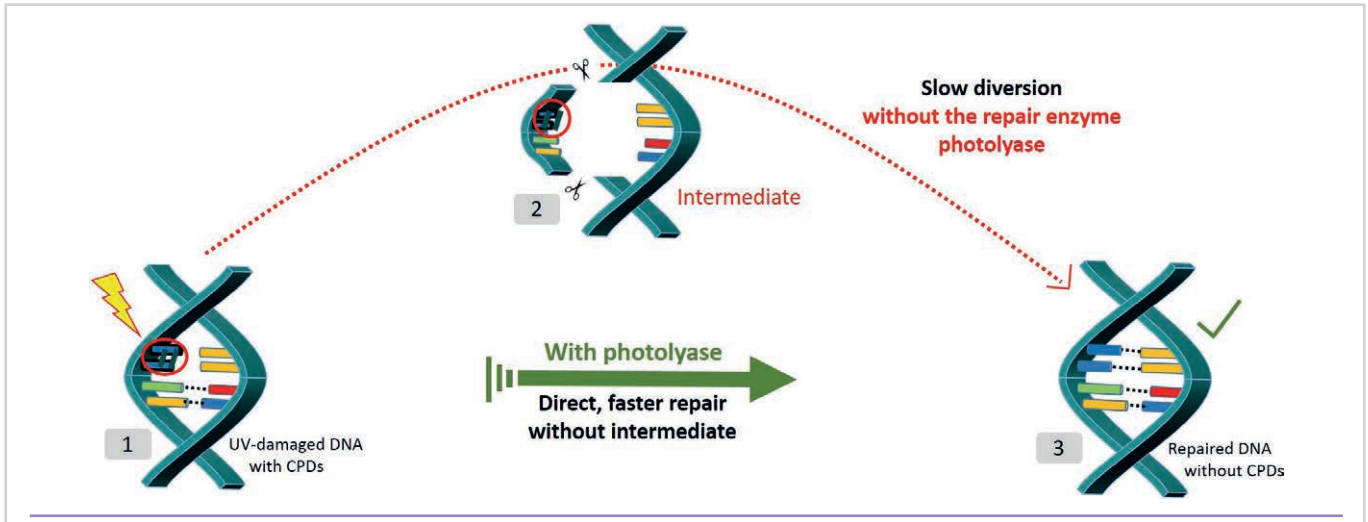 Slow diversion
without the repair enzyme
photolyase
2
Intermediate
With photolyase
Direct, faster repair
without intermediate
1
UV-damaged DNA
with CPDs
3
Repaired DNA
without CPDs